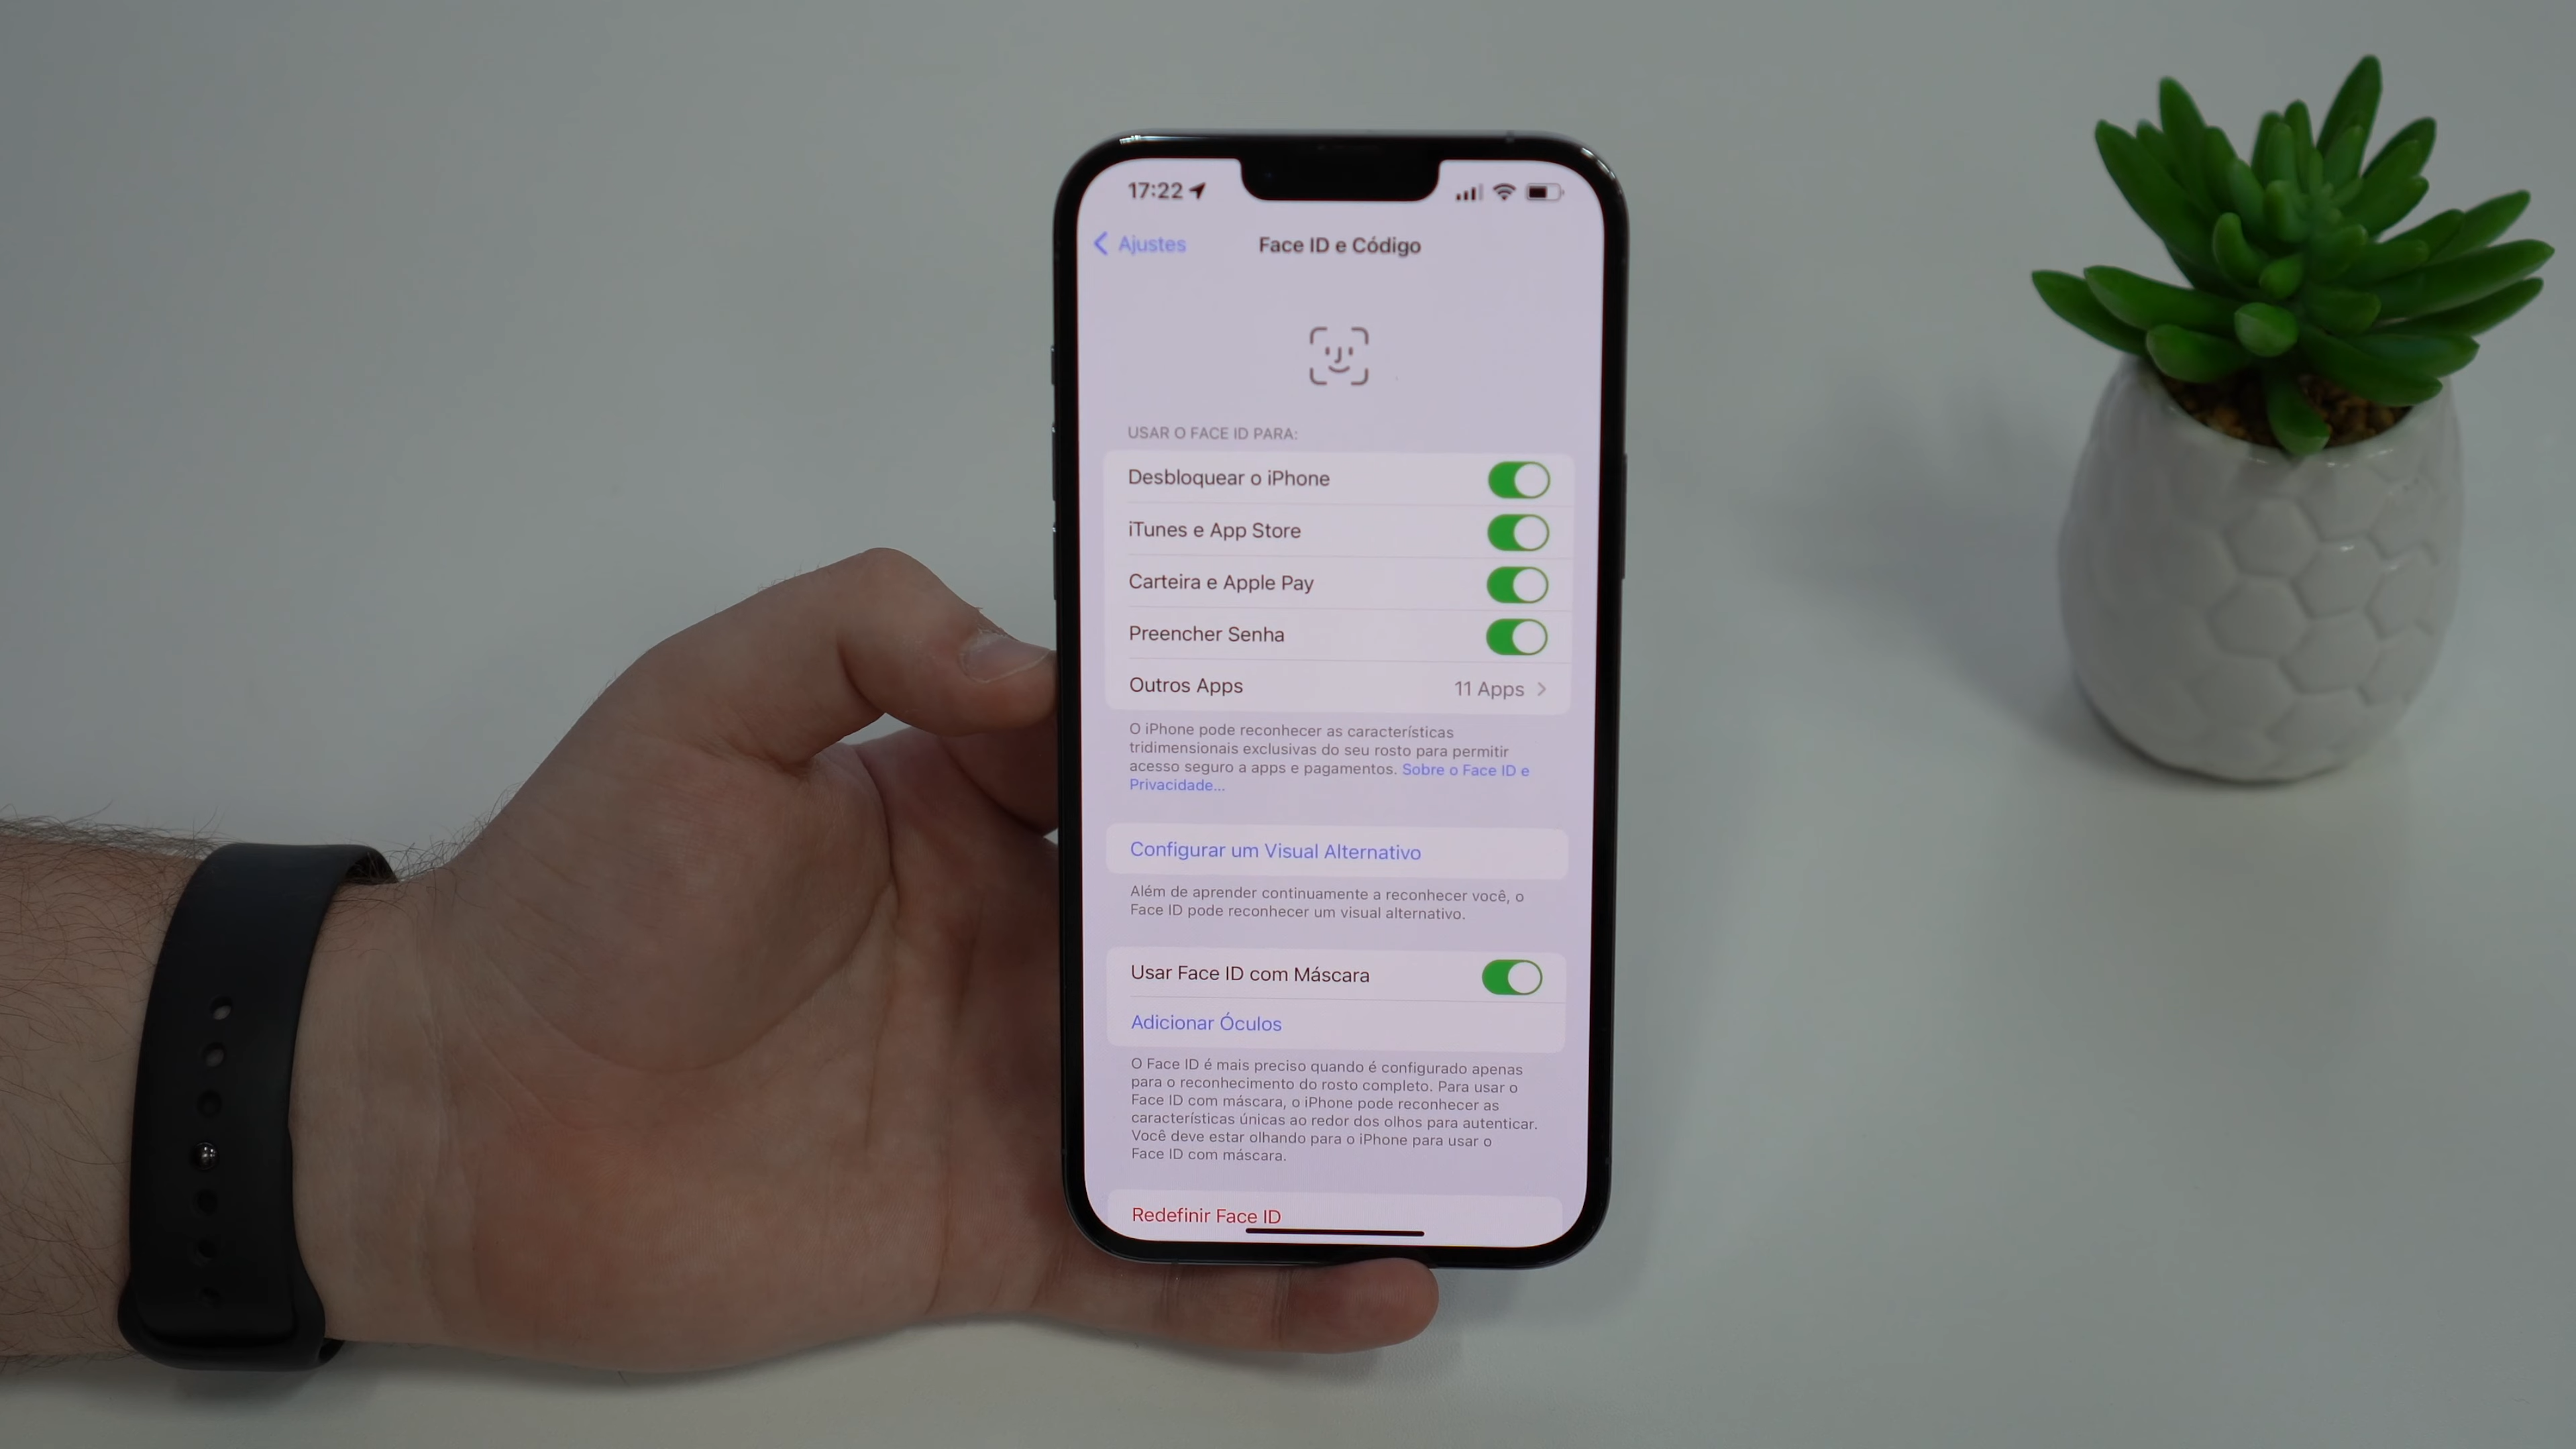 17:22
Ajustes
Face ID e Código
USAR O FACE ID PARA:
Desbloquear o iPhone
iTunes e App Store
Carteira e Apple Pay
Preencher Senha
Outros Apps 11 Apps
O iPhone pode reconhecer as características
tridimensionais exclusivas do seu rosto para permitir
acesso seguro a apps e pagamentos. Sobre o Face ID e
Privacidade...
Configurar um Visual Alternativo
Além de aprender continuamente a reconhecer você, o
Face ID pode reconhecer um visual alternativo.
Usar Face ID com Máscara
Adicionar Óculos
O Face ID é mais preciso quando é configurado apenas
para o reconhecimento do rosto completo. Para usar o
Face ID com máscara, o iPhone pode reconhecer as
características únicas ao redor dos olhos para autenticar.
Você deve estar olhando para o iPhone para usar o
Face ID com máscara.
Redefinir Face ID